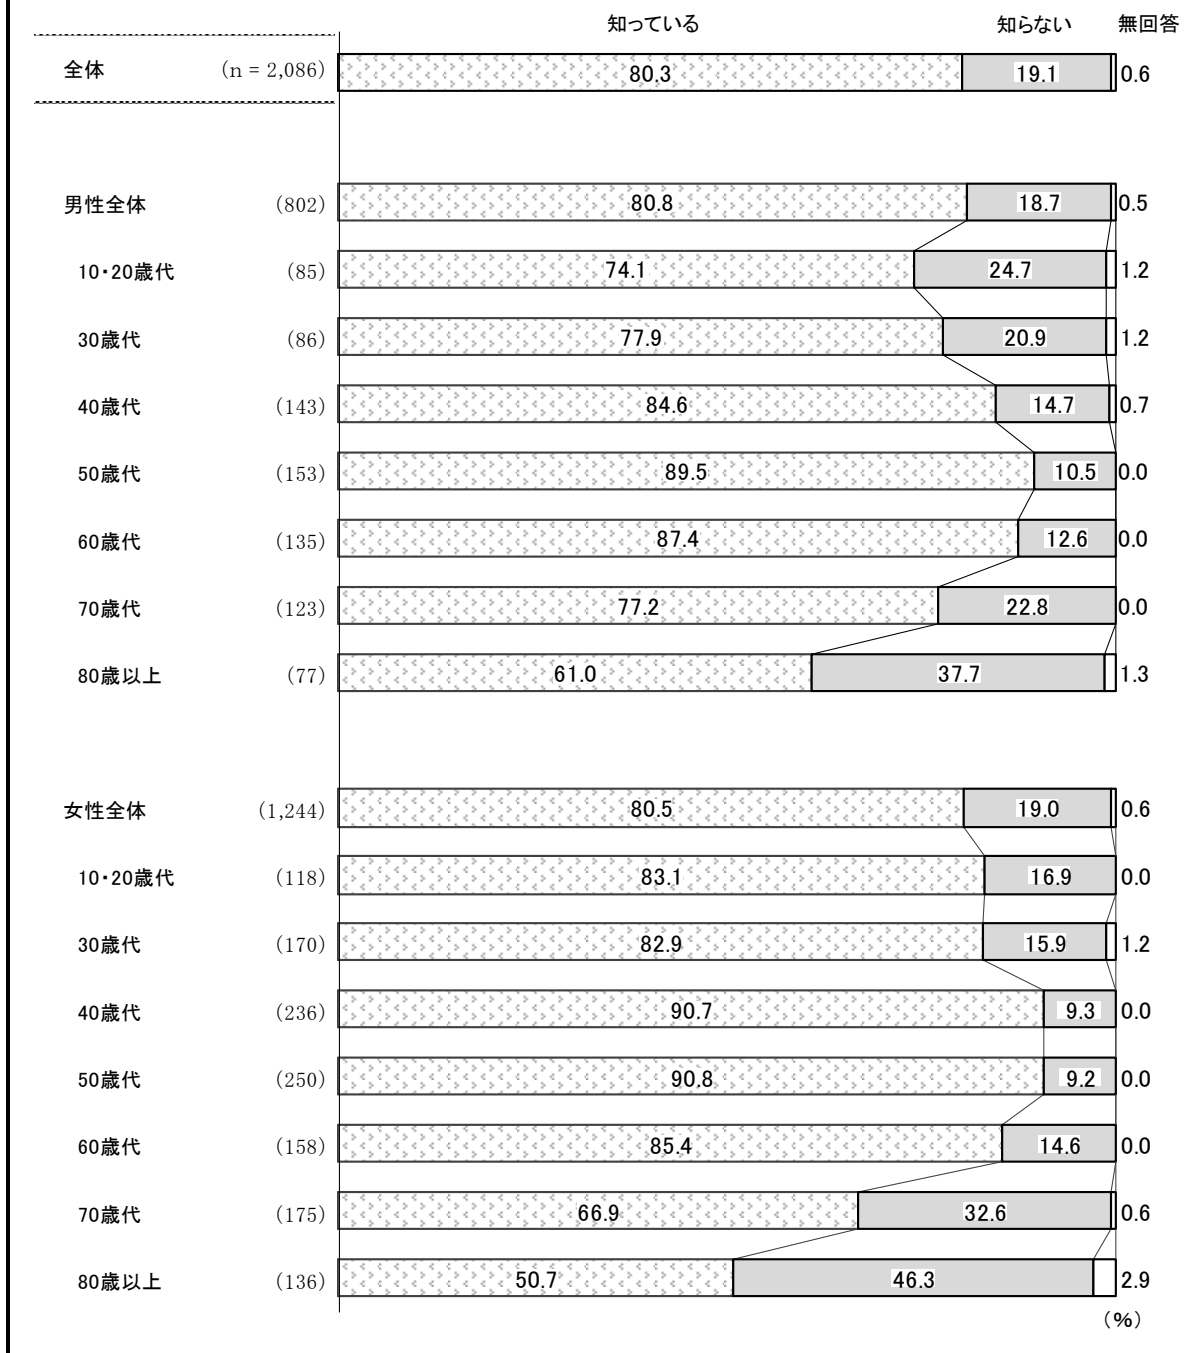 知っている 知らない 無回答
全体 (n = 2,086) 80.3 19.1 0.6
男性全体 (802) 80.8 18.7 0.5
10・20歳代 (85) 74.1 24.7 1.2
30歳代 (86) 77.9 20.9 1.2
40歳代 (143) 84.6 14.7 0.7
50歳代 (153) 89.5 10.5 0.0
60歳代 (135) 87.4 12.6 0.0
70歳代 (123) 77.2 22.8 0.0
80歳以上 (77) 61.0 37.7 1.3
女性全体 (1,244) 80.5 19.0 0.6
10・20歳代 (118) 83.1 16.9 0.0
30歳代 (170) 82.9 15.9 1.2
40歳代 (236) 90.7 9.3 0.0
50歳代 (250) 90.8 9.2 0.0
60歳代 (158) 85.4 14.6 0.0
70歳代 (175) 66.9 32.6 0.6
80歳以上 (136) 50.7 46.3 2.9
(%)